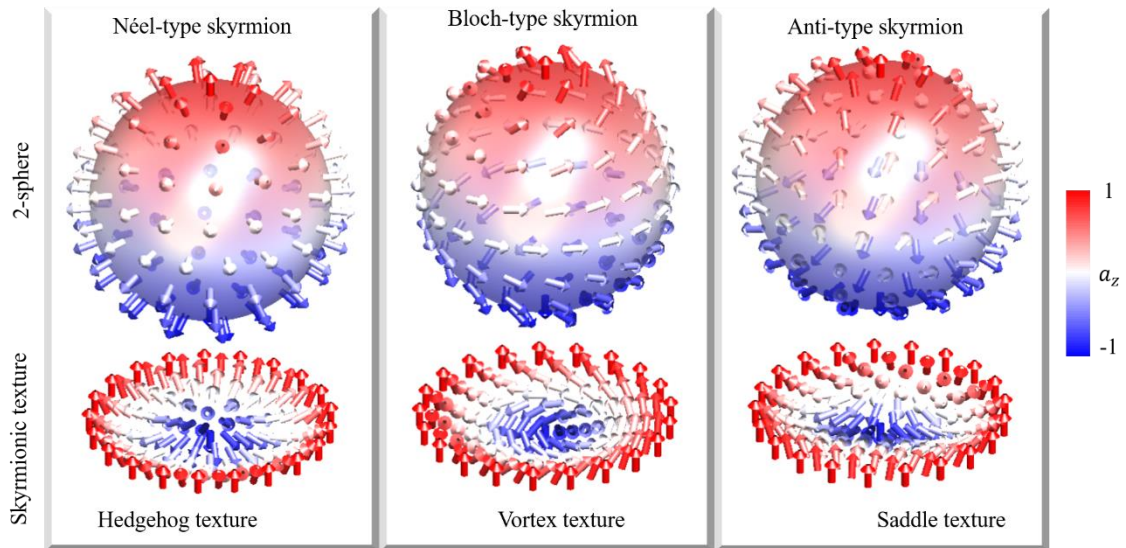 Néel-type skyrmion
Bloch-type skyrmion
Anti-type skyrmion
2-sphere
1
a_z
-1
Skyrmionic texture
Hedgehog texture
Vortex texture
Saddle texture